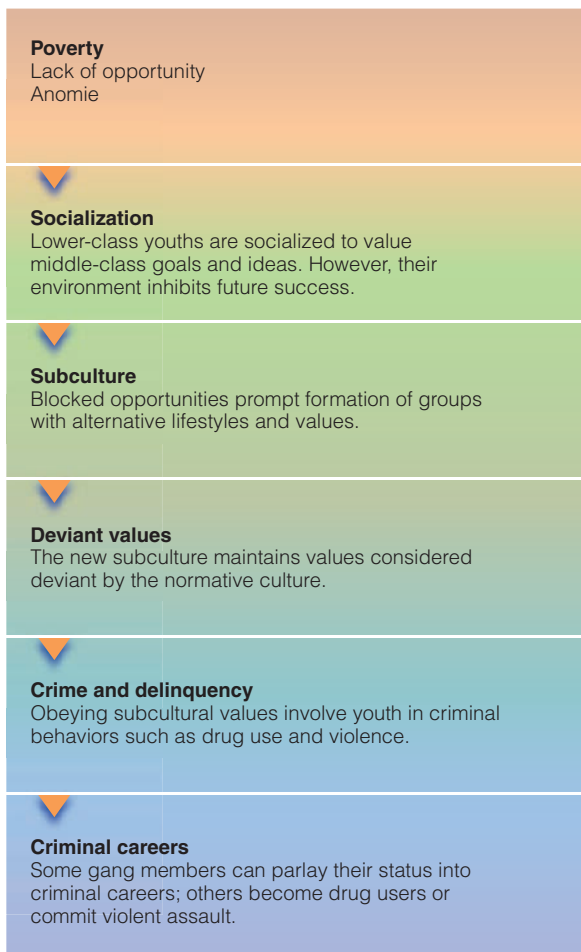 Poverty
Lack of opportunity
Anomie
Socialization
Lower-class youths are socialized to value
middle-class goals and ideas. However, their
environment inhibits future success.
Subculture
Blocked opportunities prompt formation of groups
with alternative lifestyles and values.
Deviant values
The new subculture maintains values considered
deviant by the normative culture.
Crime and delinquency
Obeying subcultural values involve youth in criminal
behaviors such as drug use and violence.
Criminal careers
Some gang members can parlay their status into
criminal careers; others become drug users or
commit violent assault.